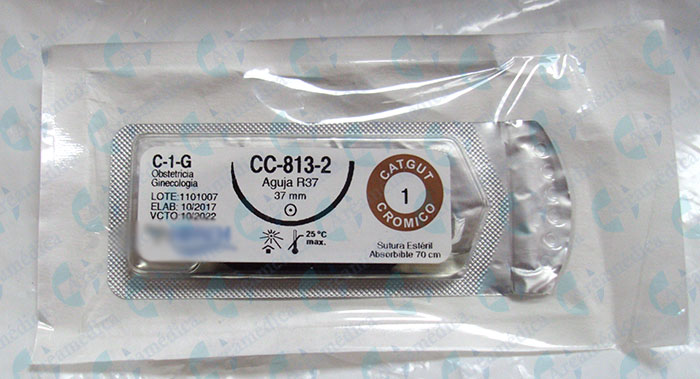 C-1-G
Obstetricia
Ginecología
LOTE: 1101007
ELAB: 10/2017
VCTO: 10/2022
CC-813-2
Aguja R37
37 mm
25 °C
max.
CATGUT
1
CROMICO
Sutura Estéril
Absorbible 70 cm